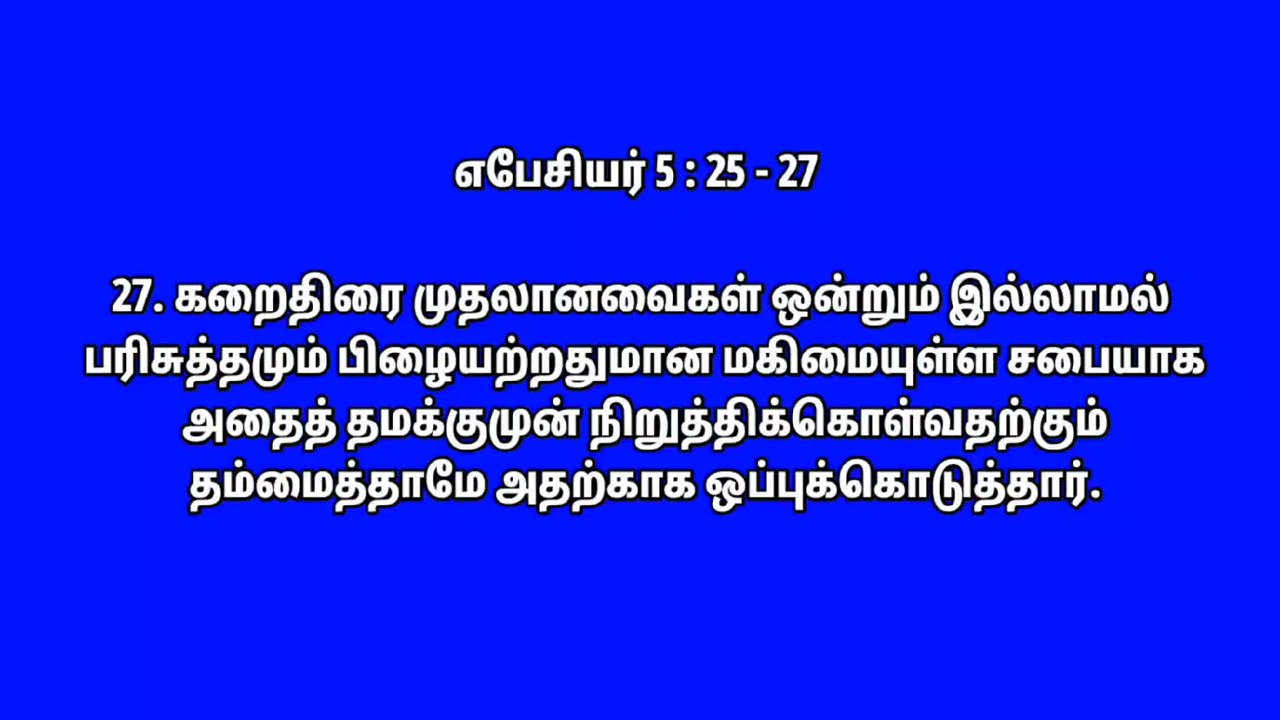 எபேசியர் 5 : 25 - 27
27. கறைதிரை முதலானவைகள் ஒன்றும் இல்லாமல்
பரிசுத்தமும் பிழையற்றதுமான மகிமையுள்ள சபையாக
அதைத் தமக்குமுன் நிறுத்திக்கொள்வதற்கும்
தம்மைத்தாமே அதற்காக ஒப்புக்கொடுத்தார்.